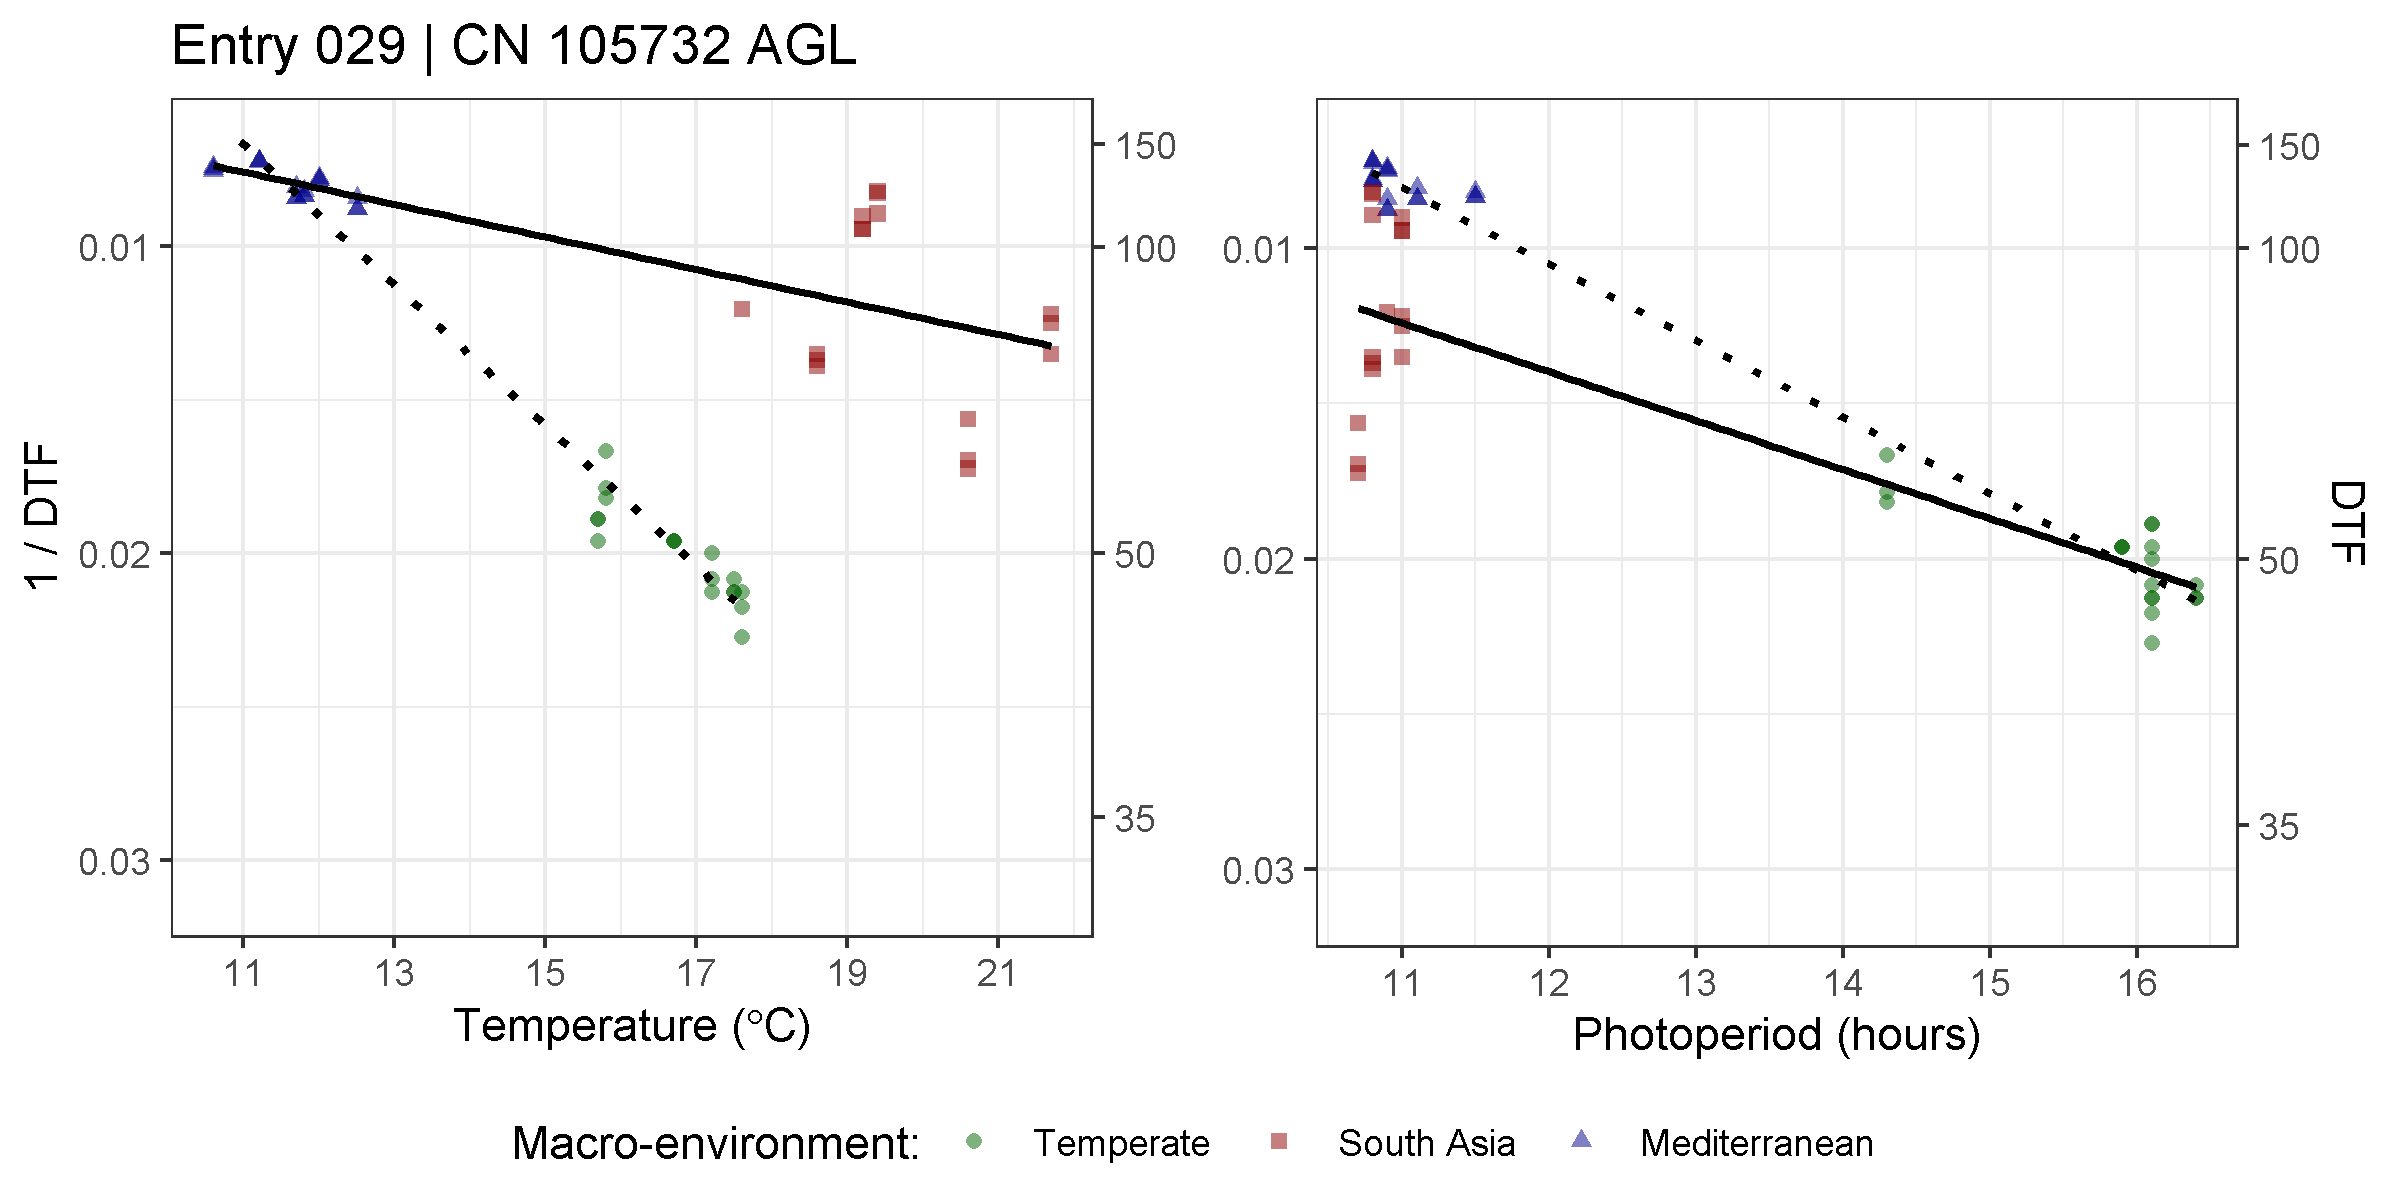 Entry 029 | CN 105732 AGL
1 / DTF
0.01
0.02
0.03
150
100
50
35
11 13 15 17 19 21
Temperature (°C)
0.01
0.02
0.03
150
100
50
35
DTF
11 12 13 14 15 16
Photoperiod (hours)
Macro-environment: Temperate South Asia Mediterranean